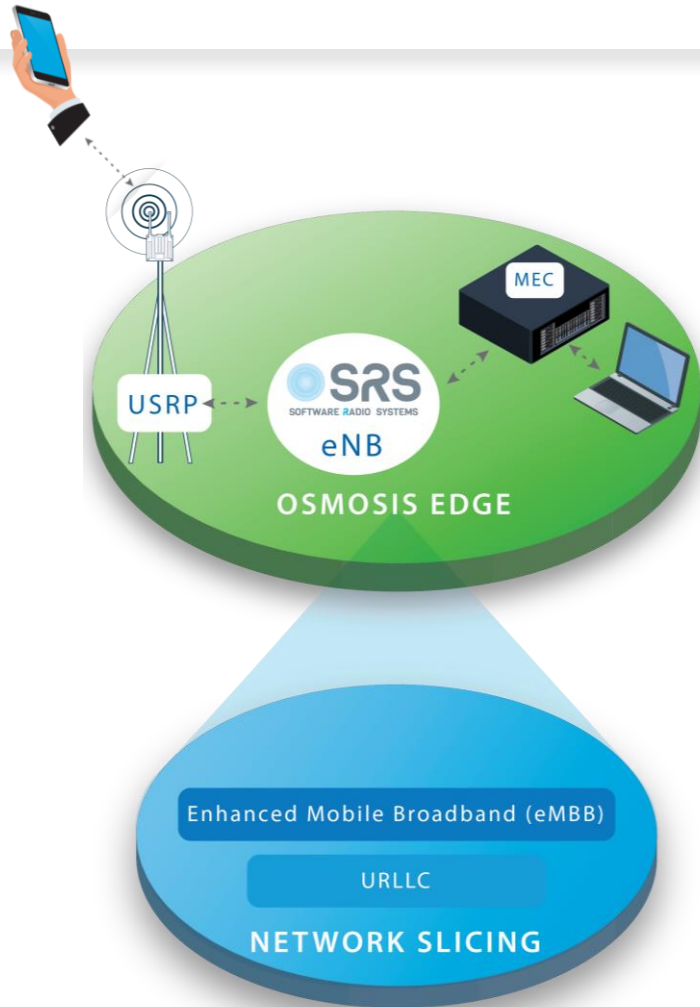 MEC
USRP
SRS
SOFTWARE RADIO SYSTEMS
eNB
OSMOSIS EDGE
Enhanced Mobile Broadband (eMBB)
URLLC
NETWORK SLICING